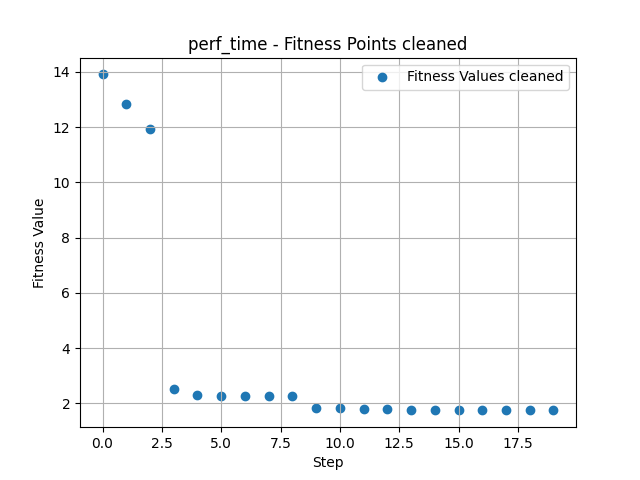 perf_time - Fitness Points cleaned
Fitness Values cleaned
Fitness Value
14
12
10
8
6
4
2
0.0 2.5 5.0 7.5 10.0 12.5 15.0 17.5
Step